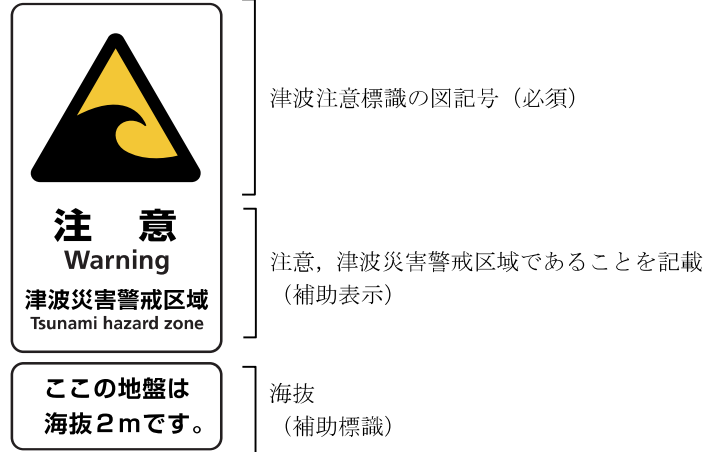 津波注意標識の図記号（必須）
注　意
Warning
津波災害警戒区域
Tsunami hazard zone
注意，津波災害警戒区域であることを記載
（補助表示）
ここの地盤は
海抜２ｍです。
海抜
（補助標識）